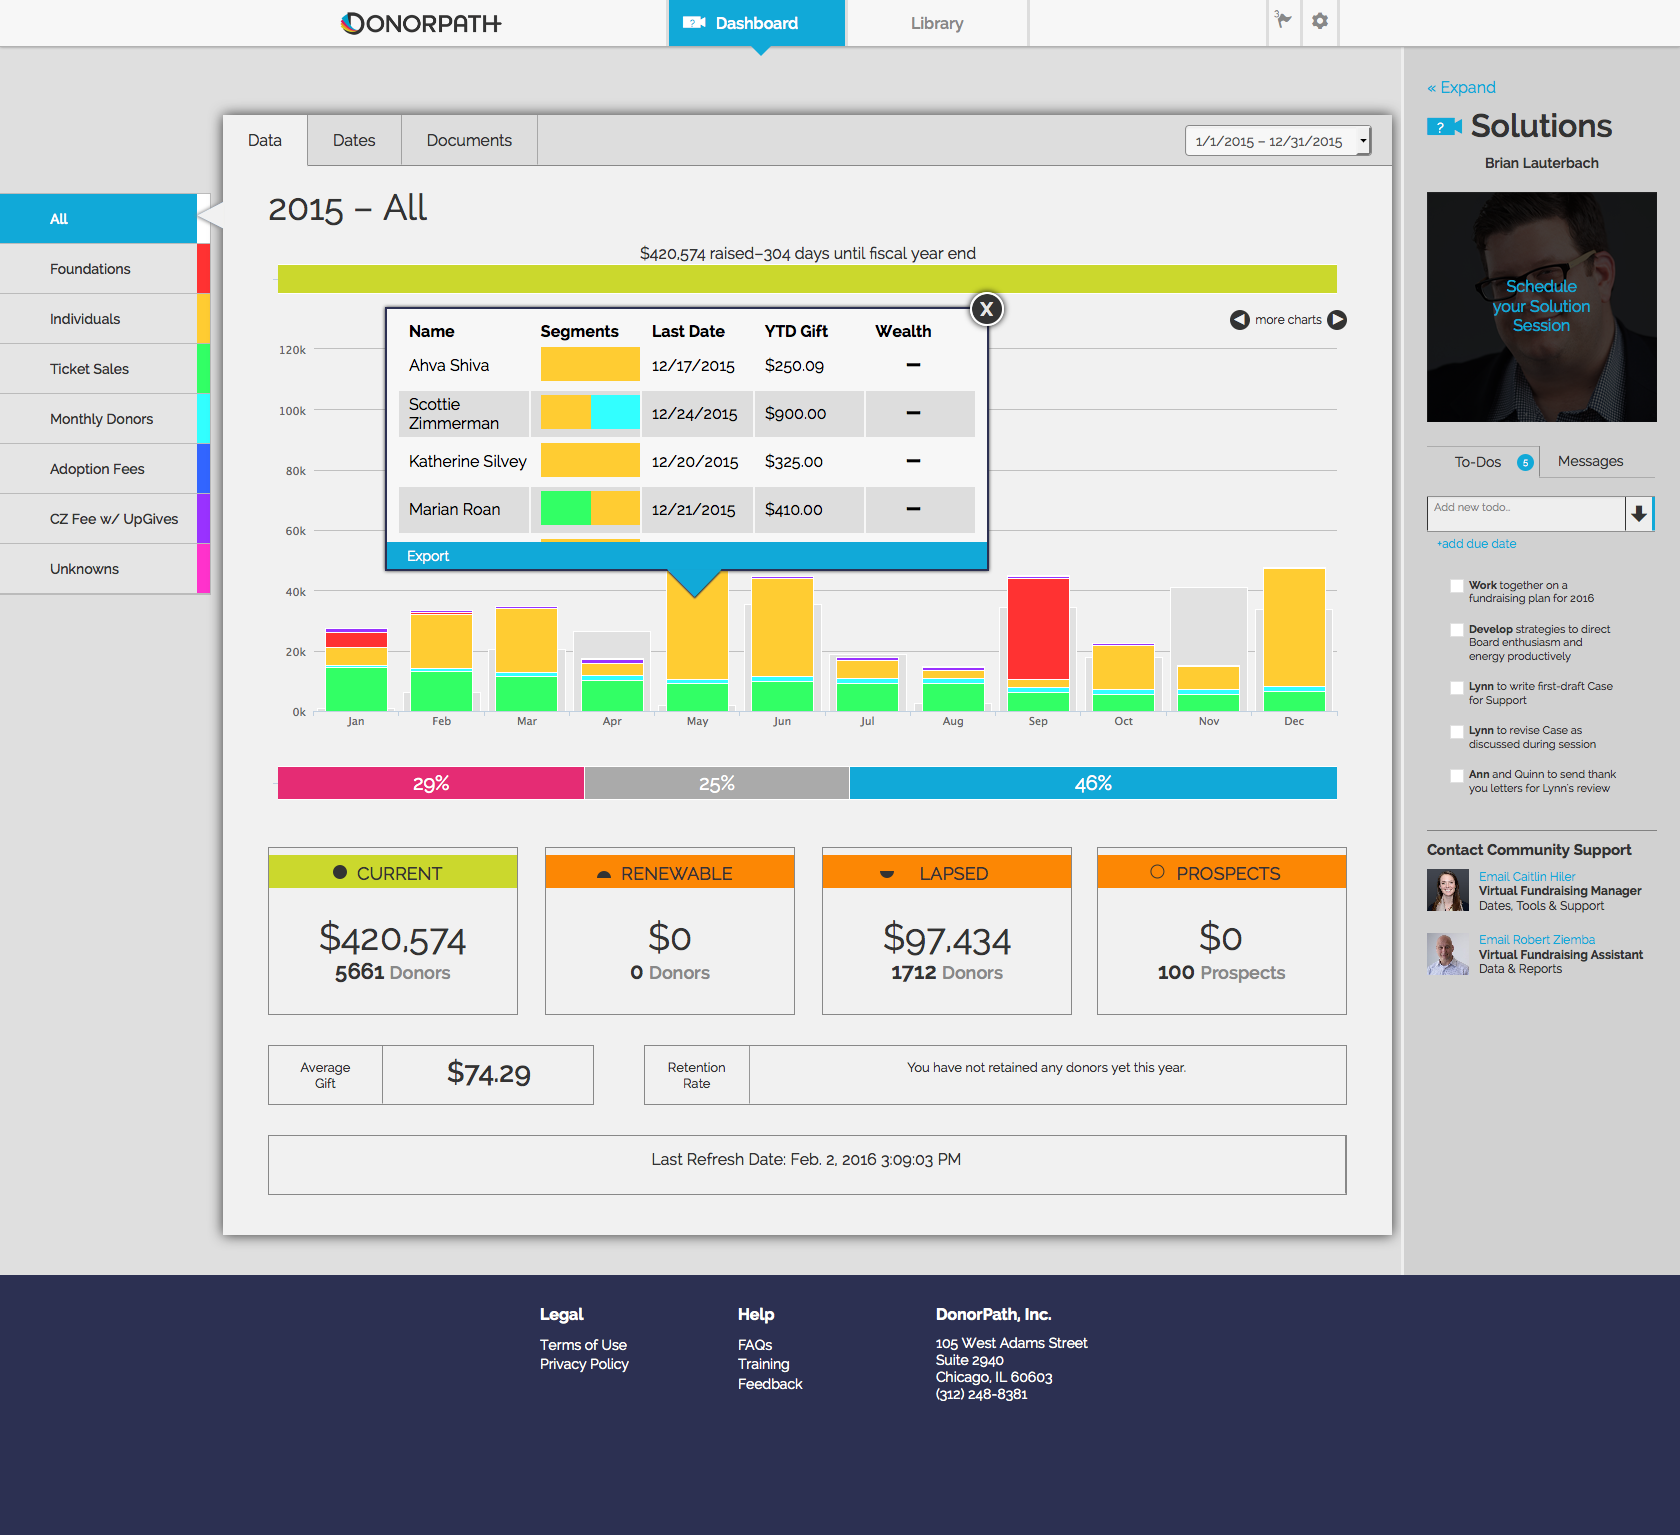 DONORPATH
?
Dashboard
Library
3
« Expand
? Solutions
Brian Lauterbach
Schedule
your Solution
Session
To-Dos 5
Messages
Add new todo..
+add due date
Work together on a
fundraising plan for 2016
Develop strategies to direct
Board enthusiasm and
energy productively
Lynn to write first-draft Case
for Support
Lynn to revise Case as
discussed during session
Ann and Quinn to send thank
you letters for Lynn's review
Contact Community Support
Email Caitlin Hiler
Virtual Fundraising Manager
Dates, Tools & Support
Email Robert Ziemba
Virtual Fundraising Assistant
Data & Reports
All
Foundations
Individuals
Ticket Sales
Monthly Donors
Adoption Fees
CZ Fee w/ UpGives
Unknowns
Data
Dates
Documents
1/1/2015 – 12/31/2015
2015 – All
$420,574 raised–304 days until fiscal year end
more charts
X
Name Segments Last Date YTD Gift Wealth
Ahva Shiva 12/17/2015 $250.09 –
Scottie
Zimmerman 12/24/2015 $900.00 –
Katherine Silvey 12/20/2015 $325.00 –
Marian Roan 12/21/2015 $410.00 –
Export
120k
100k
80k
60k
40k
20k
0k
Jan Feb Mar Apr May Jun Jul Aug Sep Oct Nov Dec
29% 25% 46%
CURRENT
$420,574
5661 Donors
RENEWABLE
$0
0 Donors
LAPSED
$97,434
1712 Donors
PROSPECTS
$0
100 Prospects
Average
Gift
$74.29
Retention
Rate
You have not retained any donors yet this year.
Last Refresh Date: Feb. 2, 2016 3:09:03 PM
Legal
Terms of Use
Privacy Policy
Help
FAQs
Training
Feedback
DonorPath, Inc.
105 West Adams Street
Suite 2940
Chicago, IL 60603
(312) 248-8381